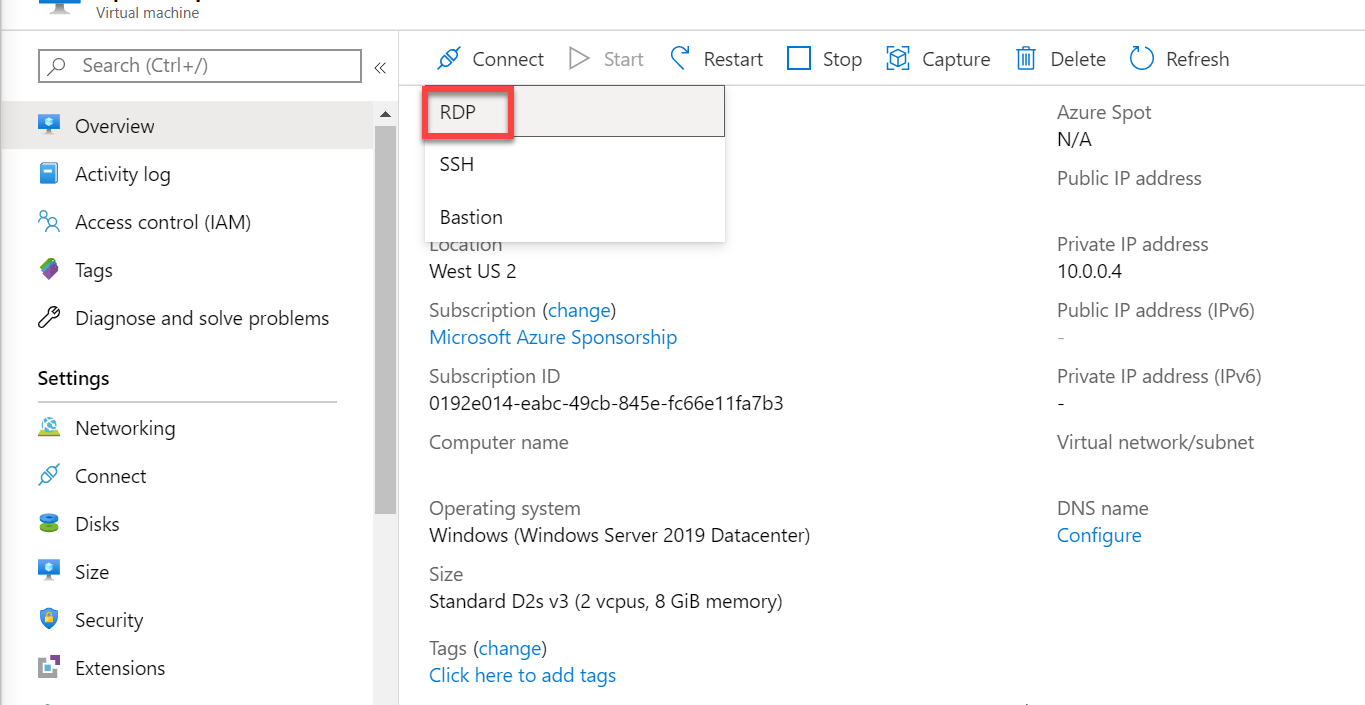 Virtual machine
Search (Ctrl+/)
«
Overview
Activity log
Access control (IAM)
Tags
Diagnose and solve problems
Settings
Networking
Connect
Disks
Size
Security
Extensions
Connect Start Restart Stop Capture Delete Refresh
RDP
SSH
Bastion
Location
West US 2
Subscription (change)
Microsoft Azure Sponsorship
Subscription ID
0192e014-eabc-49cb-845e-fc66e11fa7b3
Computer name
Operating system
Windows (Windows Server 2019 Datacenter)
Size
Standard D2s v3 (2 vcpus, 8 GiB memory)
Tags (change)
Click here to add tags
Azure Spot
N/A
Public IP address
Private IP address
10.0.0.4
Public IP address (IPv6)
-
Private IP address (IPv6)
-
Virtual network/subnet
DNS name
Configure